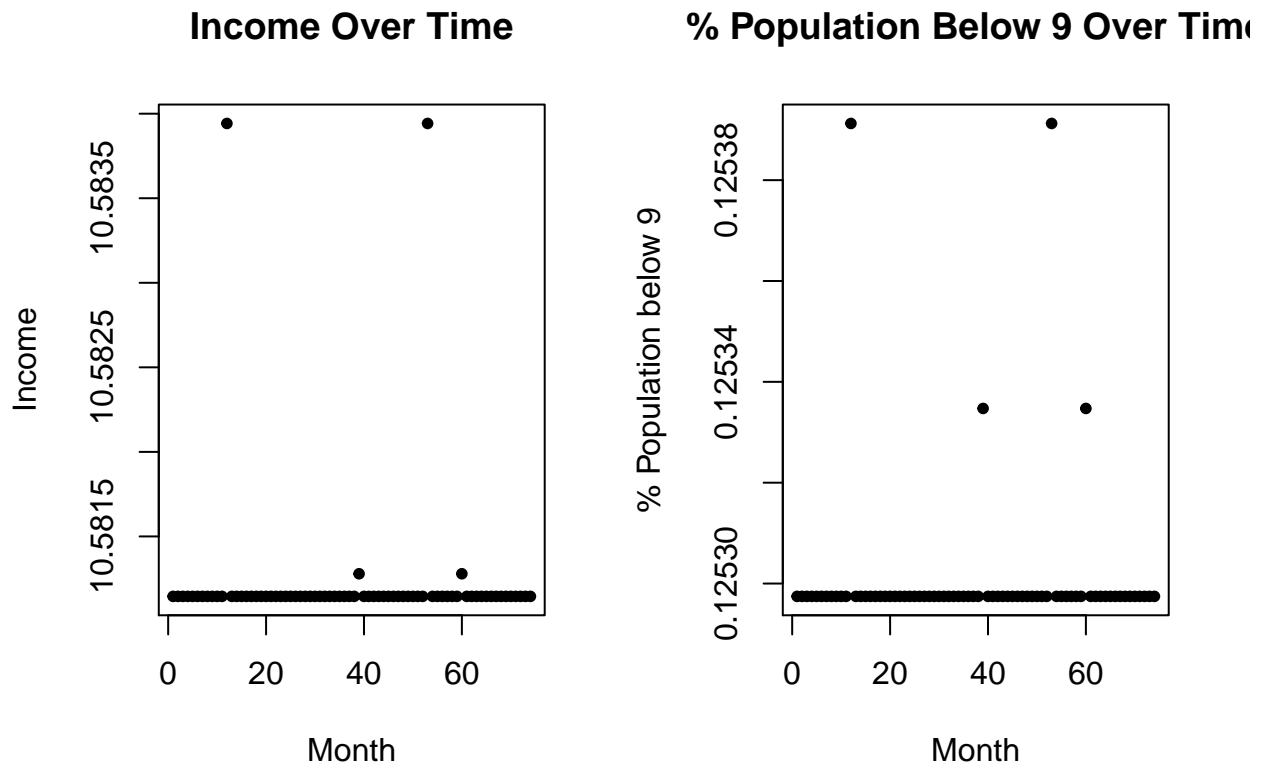 Income Over Time
Income
10.5835
10.5825
10.5815
0 20 40 60
Month
% Population Below 9 Over Tim
% Population below 9
0.12538
0.12534
0.12530
0 20 40 60
Month